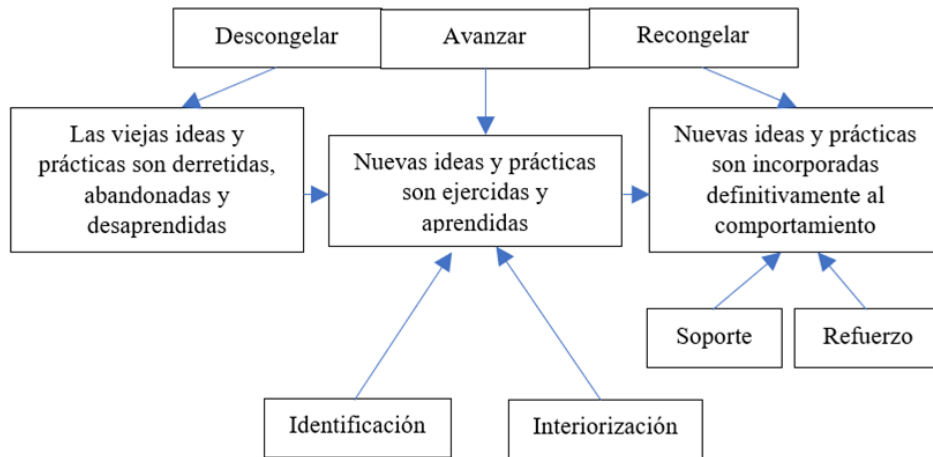 Descongelar
Avanzar
Recongelar
Las viejas ideas y
prácticas son derretidas,
abandonadas y
desaprendidas
Nuevas ideas y prácticas
son ejercidas y
aprendidas
Nuevas ideas y prácticas
son incorporadas
definitivamente al
comportamiento
Soporte
Refuerzo
Identificación
Interiorización